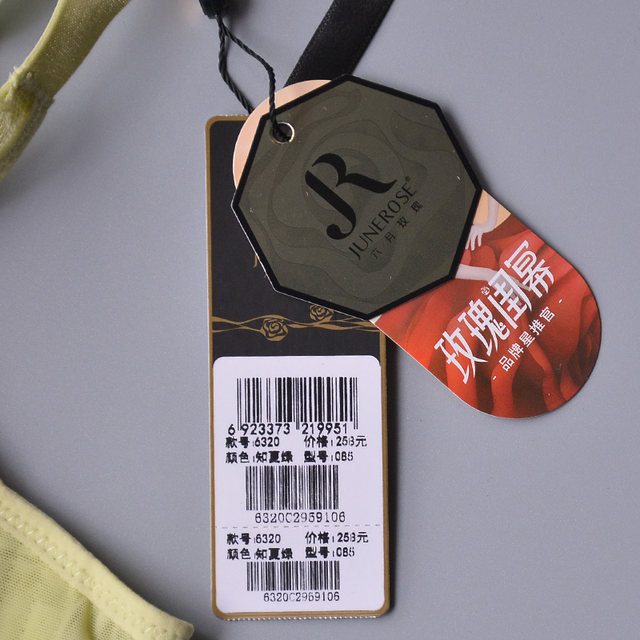 JR
JUNEROSE®
六月玫瑰
玫瑰闺幂
- 品牌星推官 -
6 923373 219951
款号:6320 价格:258元
颜色:知夏绿 型号:085
6320C2969106
款号:6320 价格:258元
颜色:知夏绿 型号:085
6320C2969106